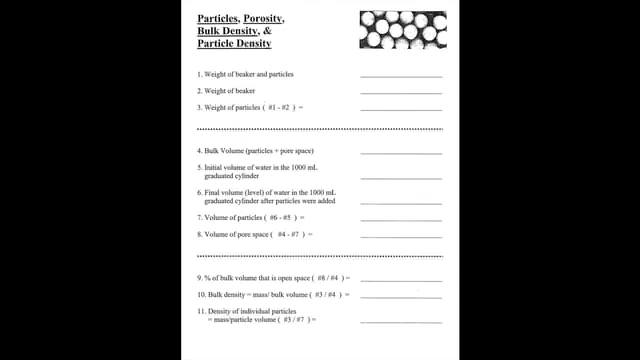 Particles, Porosity,
Bulk Density, &
Particle Density
1. Weight of beaker and particles
2. Weight of beaker
3. Weight of particles ( #1 - #2 ) =
4. Bulk Volume (particles + pore space)
5. Initial volume of water in the 1000 mL
graduated cylinder
6. Final volume (level) of water in the 1000 mL
graduated cylinder after particles were added
7. Volume of particles ( #6 - #5 ) =
8. Volume of pore space ( #4 - #7 ) =
9. % of bulk volume that is open space ( #8 / #4 ) =
10. Bulk density = mass/ bulk volume ( #3 / #4 ) =
11. Density of individual particles
= mass/particle volume ( #3 / #7 ) =